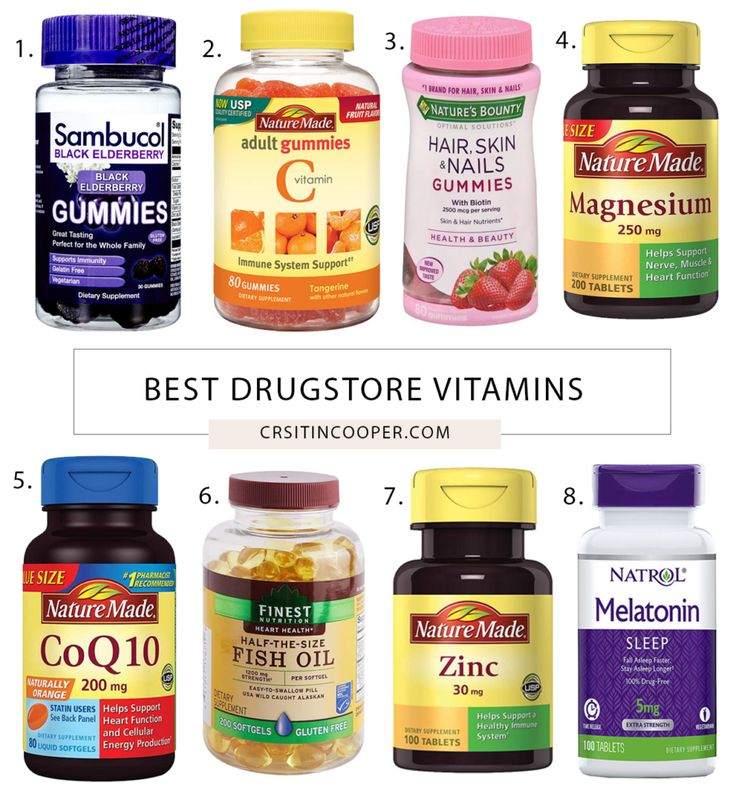 1.
Sambucol®
BLACK ELDERBERRY
BLACK
ELDERBERRY
GUMMIES
Great Tasting
Perfect for the Whole Family
GLUTEN FREE
Supports Immunity
Gelatin Free
Vegetarian
30 GUMMIES
Dietary Supplement
2.
NOW USP
QUALITY CERTIFIED
NATURAL
FRUIT FLAVORS
Nature Made®
adult gummies
C
vitamin
USP
Immune System Support††
80 GUMMIES
DIETARY SUPPLEMENT
Tangerine
with other natural flavors
3.
#1 BRAND FOR HAIR, SKIN & NAILS*
NATURE'S BOUNTY®
OPTIMAL SOLUTIONS®
HAIR, SKIN
& NAILS
GUMMIES
With Biotin
2500 mcg per serving
Skin & Hair Nutrients*
HEALTH & BEAUTY
NEW
IMPROVED
TASTE
80 gummies
4.
SIZE
Nature Made®
Magnesium
250 mg
Helps Support
Nerve, Muscle &
Heart Function†
DIETARY SUPPLEMENT
200 TABLETS
BEST DRUGSTORE VITAMINS
CRSITINCOOPER.COM
5.
SIZE
#1 PHARMACIST
RECOMMENDED
Nature Made®
CoQ10
NATURALLY
ORANGE
200 mg
STATIN USERS
See Back Panel
Helps Support
Heart Function
and Cellular
Energy Production†
DIETARY SUPPLEMENT
80 LIQUID SOFTGELS
6.
FINEST
NUTRITION
HEART HEALTH*
HALF-THE-SIZE
FISH OIL
1200 mg
STRENGTH*
PER SOFTGEL
EASY-TO-SWALLOW PILL
USA WILD CAUGHT ALASKAN
DIETARY
SUPPLEMENT
200 SOFTGELS
GLUTEN FREE
7.
Nature Made®
Zinc
30 mg
USP
Helps Support a
Healthy Immune
System†
DIETARY SUPPLEMENT
100 TABLETS
8.
NATROL®
Melatonin
SLEEP
Fall Asleep Faster,
Stay Asleep Longer†
100% Drug-Free
5mg
EXTRA STRENGTH
TIME RELEASE
VEGETARIAN
100 TABLETS
DIETARY SUPPLEMENT